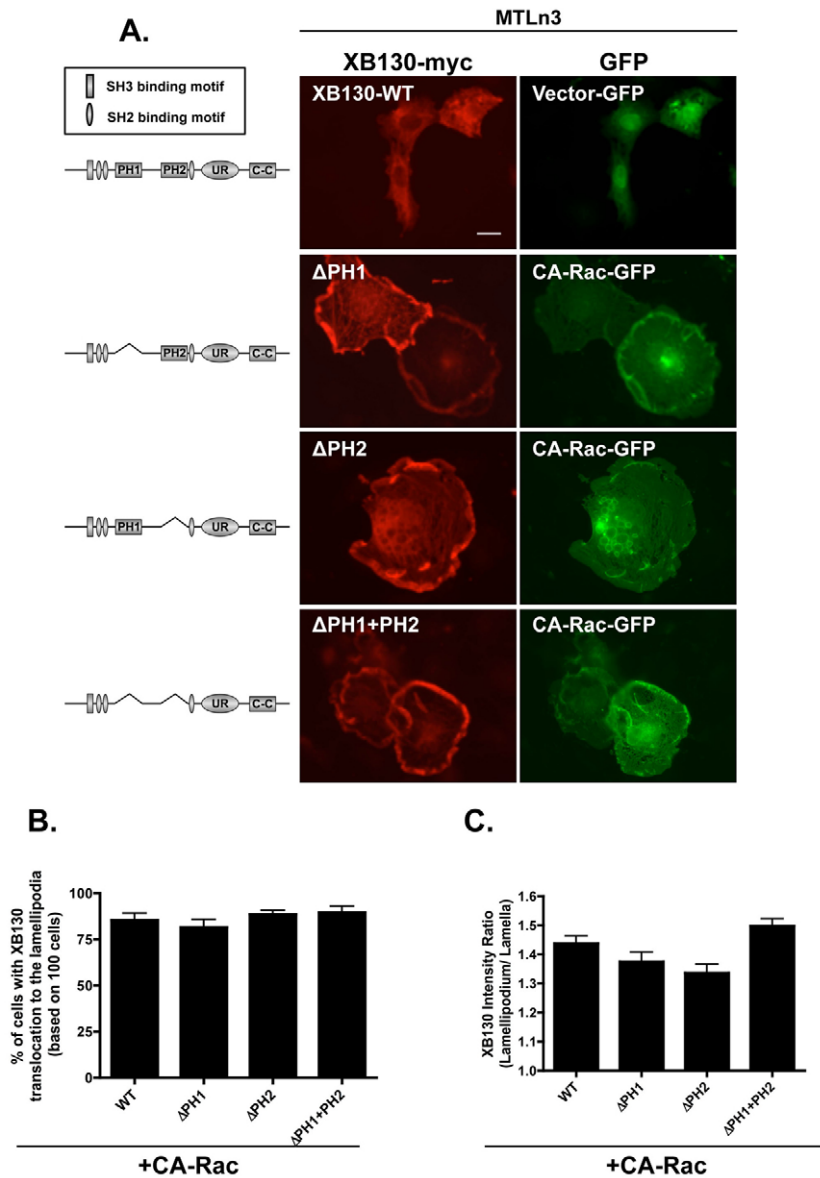 A.
MTLn3
XB130-myc
GFP
SH3 binding motif
SH2 binding motif
XB130-WT
Vector-GFP
PH1
PH2
UR
C-C
ΔPH1
CA-Rac-GFP
PH2
UR
C-C
ΔPH2
CA-Rac-GFP
PH1
UR
C-C
ΔPH1+PH2
CA-Rac-GFP
UR
C-C
B.
% of cells with XB130
translocation to the lamellipodia
(based on 100 cells)
100
75
50
25
0
WT
ΔPH1
ΔPH2
ΔPH1+PH2
+CA-Rac
C.
XB130 Intensity Ratio
(Lamellipodium/ Lamella)
1.6
1.5
1.4
1.3
1.2
1.1
1.0
WT
ΔPH1
ΔPH2
ΔPH1+PH2
+CA-Rac